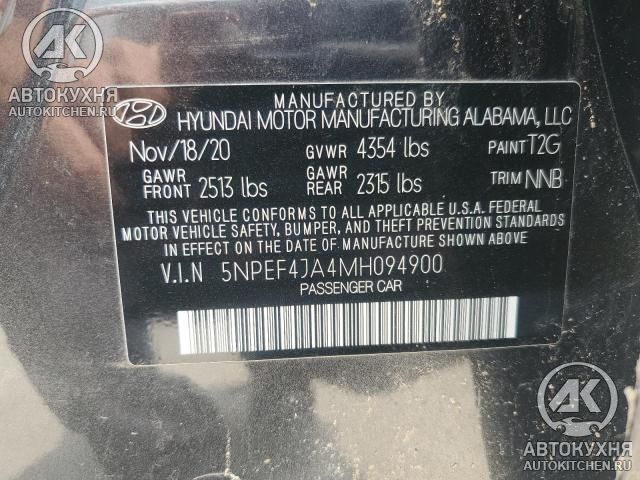 AK
АВТОКУХНЯ
AUTOKITCHEN.RU
MANUFACTURED BY
HYUNDAI MOTOR MANUFACTURING ALABAMA, LLC
Nov/18/20 GVWR 4354 lbs PAINT T2G
GAWR FRONT 2513 lbs GAWR REAR 2315 lbs TRIM NNB
THIS VEHICLE CONFORMS TO ALL APPLICABLE U.S.A. FEDERAL
MOTOR VEHICLE SAFETY, BUMPER, AND THEFT PREVENTION STANDARDS
IN EFFECT ON THE DATE OF MANUFACTURE SHOWN ABOVE.
V.I.N 5NPEF4JA4MH094900
PASSENGER CAR
AK
АВТОКУХНЯ
AUTOKITCHEN.RU